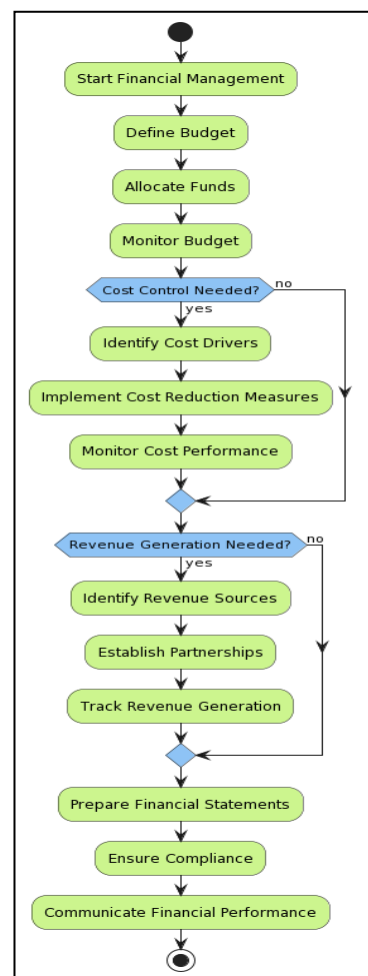 Start Financial Management
Define Budget
Allocate Funds
Monitor Budget
Cost Control Needed?
no
yes
Identify Cost Drivers
Implement Cost Reduction Measures
Monitor Cost Performance
Revenue Generation Needed?
no
yes
Identify Revenue Sources
Establish Partnerships
Track Revenue Generation
Prepare Financial Statements
Ensure Compliance
Communicate Financial Performance